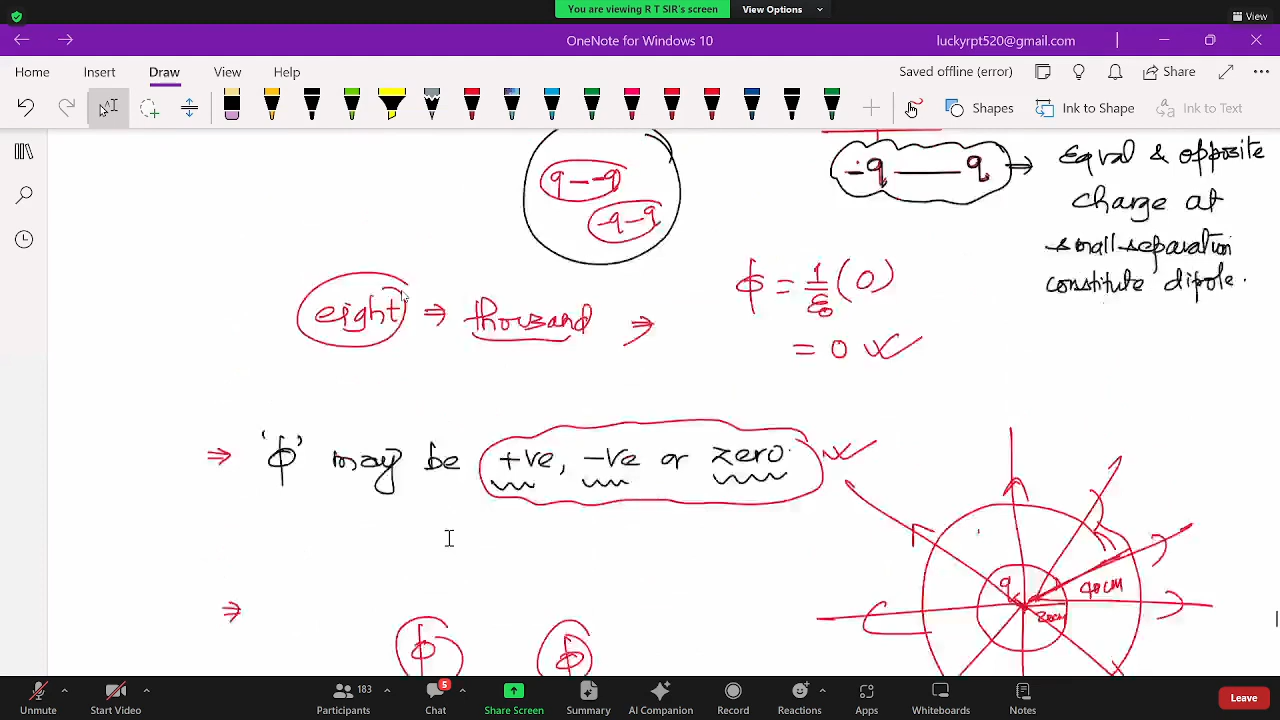 You are viewing R T SIR's screen
View Options
View
OneNote for Windows 10
luckyrpt520@gmail.com
Home
Insert
Draw
View
Help
Saved offline (error)
Share
Shapes
Ink to Shape
Ink to Text
q — -q
-q — q
-q — q ⇒ Equal & opposite
charge at
small separation
constitute dipole.
eight ⇒ thousand ⇒
ϕ = 1/ε₀ (0)
= 0
⇒ 'ϕ' may be +ve, -ve or zero.
q
40cm
20cm
⇒
ϕ ϕ
Unmute
Start Video
183
Participants
5
Chat
Share Screen
Summary
AI Companion
Record
Reactions
Apps
Whiteboards
Notes
Leave